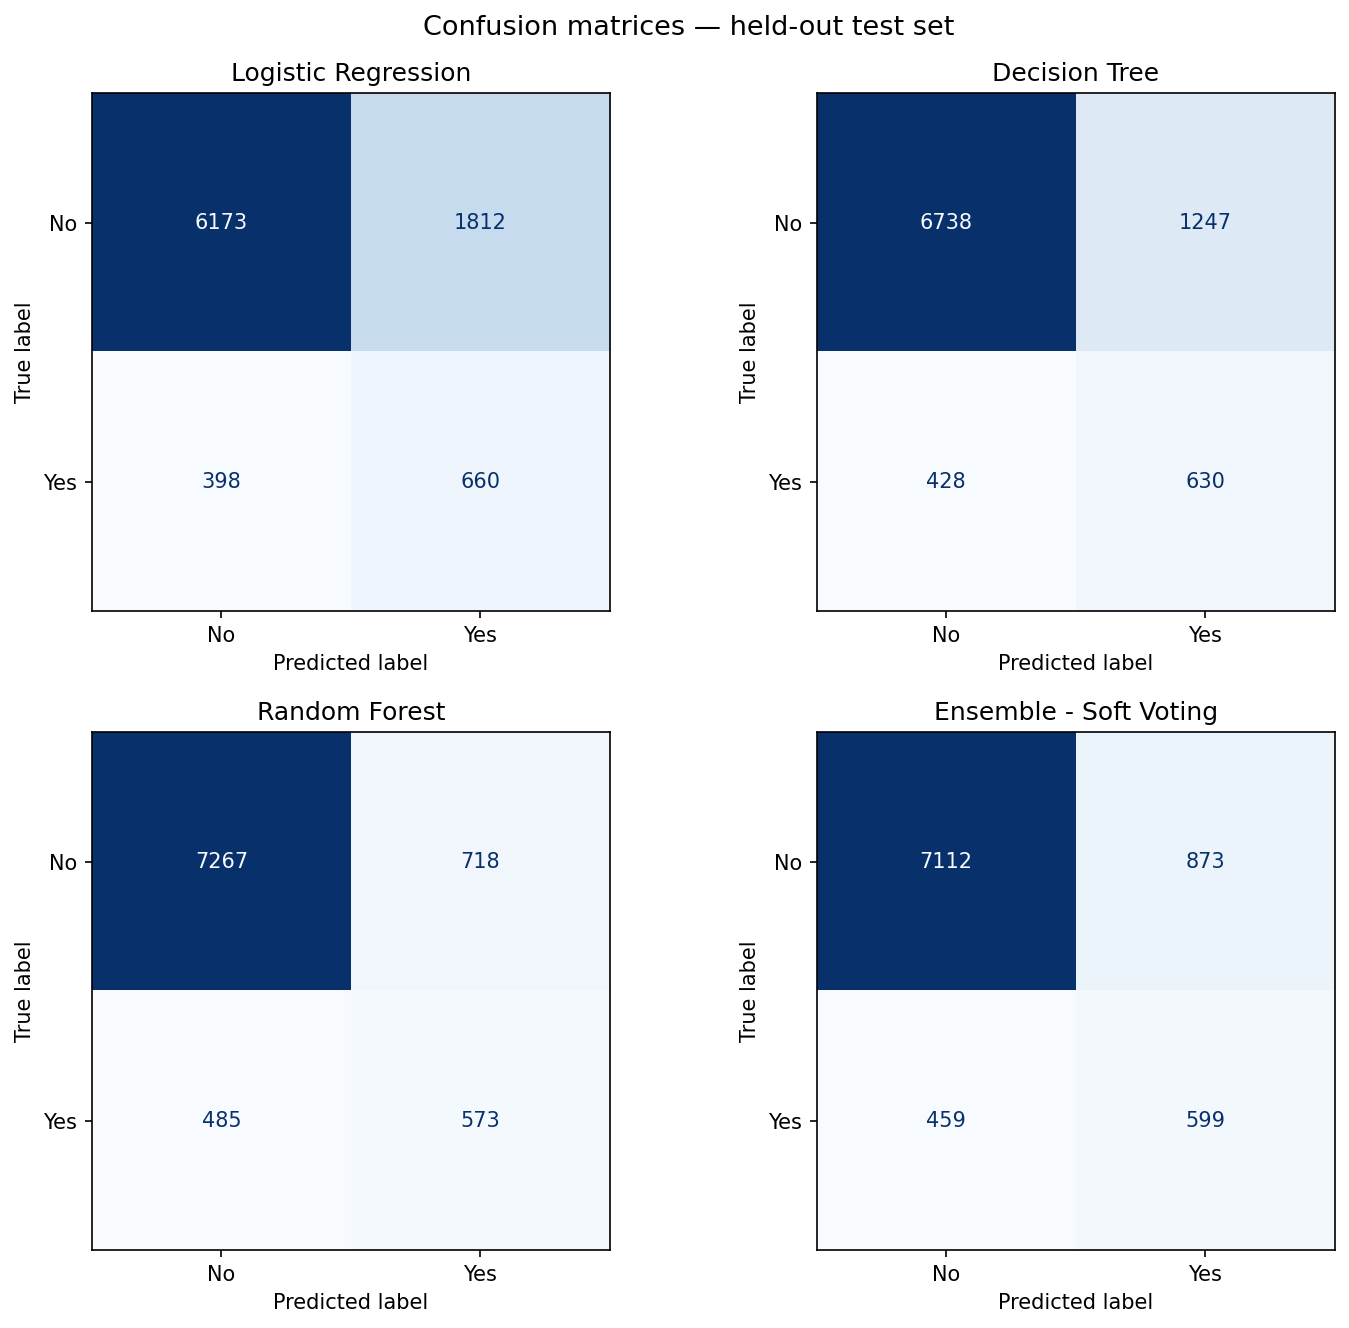 Confusion matrices — held-out test set
Logistic Regression
True label
No
6173 1812
Yes
398 660
No Yes
Predicted label
Decision Tree
True label
No
6738 1247
Yes
428 630
No Yes
Predicted label
Random Forest
True label
No
7267 718
Yes
485 573
No Yes
Predicted label
Ensemble - Soft Voting
True label
No
7112 873
Yes
459 599
No Yes
Predicted label